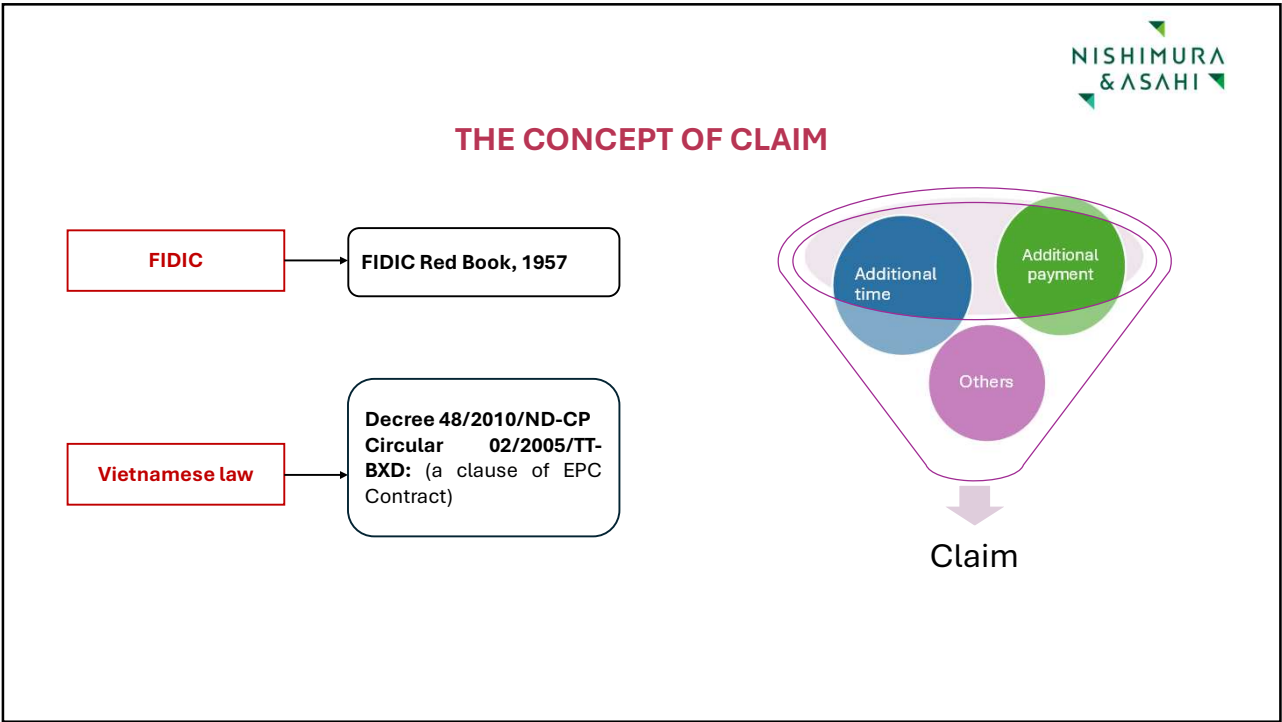 NISHIMURA
& ASAHI
THE CONCEPT OF CLAIM
FIDIC
FIDIC Red Book, 1957
Vietnamese law
Decree 48/2010/ND-CP
Circular 02/2005/TT-
BXD: (a clause of EPC
Contract)
Additional
time
Additional
payment
Others
Claim